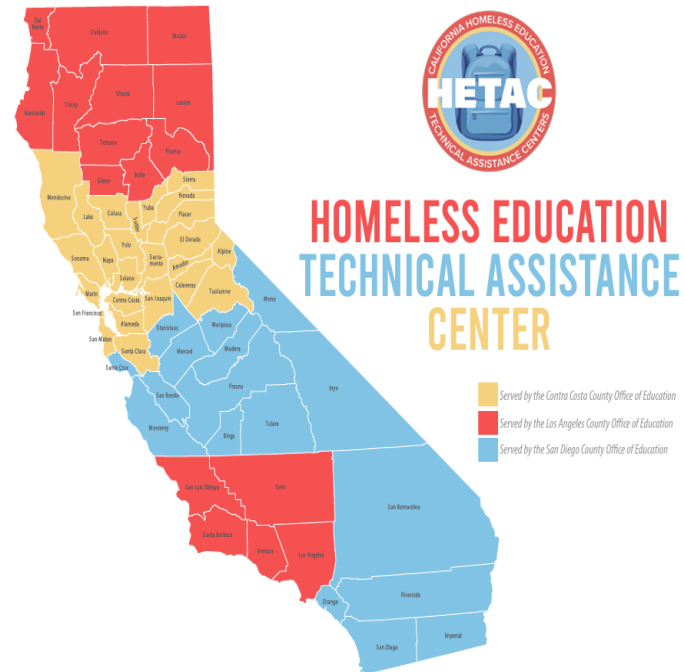 CALIFORNIA HOMELESS EDUCATION
HETAC
TECHNICAL ASSISTANCE CENTERS
HOMELESS EDUCATION
TECHNICAL ASSISTANCE
CENTER
Served by the Contra Costa County Office of Education
Served by the Los Angeles County Office of Education
Served by the San Diego County Office of Education
Del
Norte
Siskiyou
Modoc
Humboldt
Trinity
Shasta
Lassen
Tehama
Plumas
Glenn
Butte
Mendocino
Sierra
Nevada
Lake
Colusa
Sutter
Yuba
Placer
Sonoma
Napa
Yolo
El Dorado
Sacra-
mento
Amador
Alpine
Solano
Marin
Contra Costa
San Joaquin
Calaveras
Tuolumne
Mono
San Francisco
Alameda
San Mateo
Santa Clara
Stanislaus
Mariposa
Santa Cruz
Merced
Madera
San Benito
Fresno
Inyo
Monterey
Kings
Tulare
San Luis Obispo
Kern
San Bernardino
Santa Barbara
Ventura
Los Angeles
Orange
Riverside
San Diego
Imperial